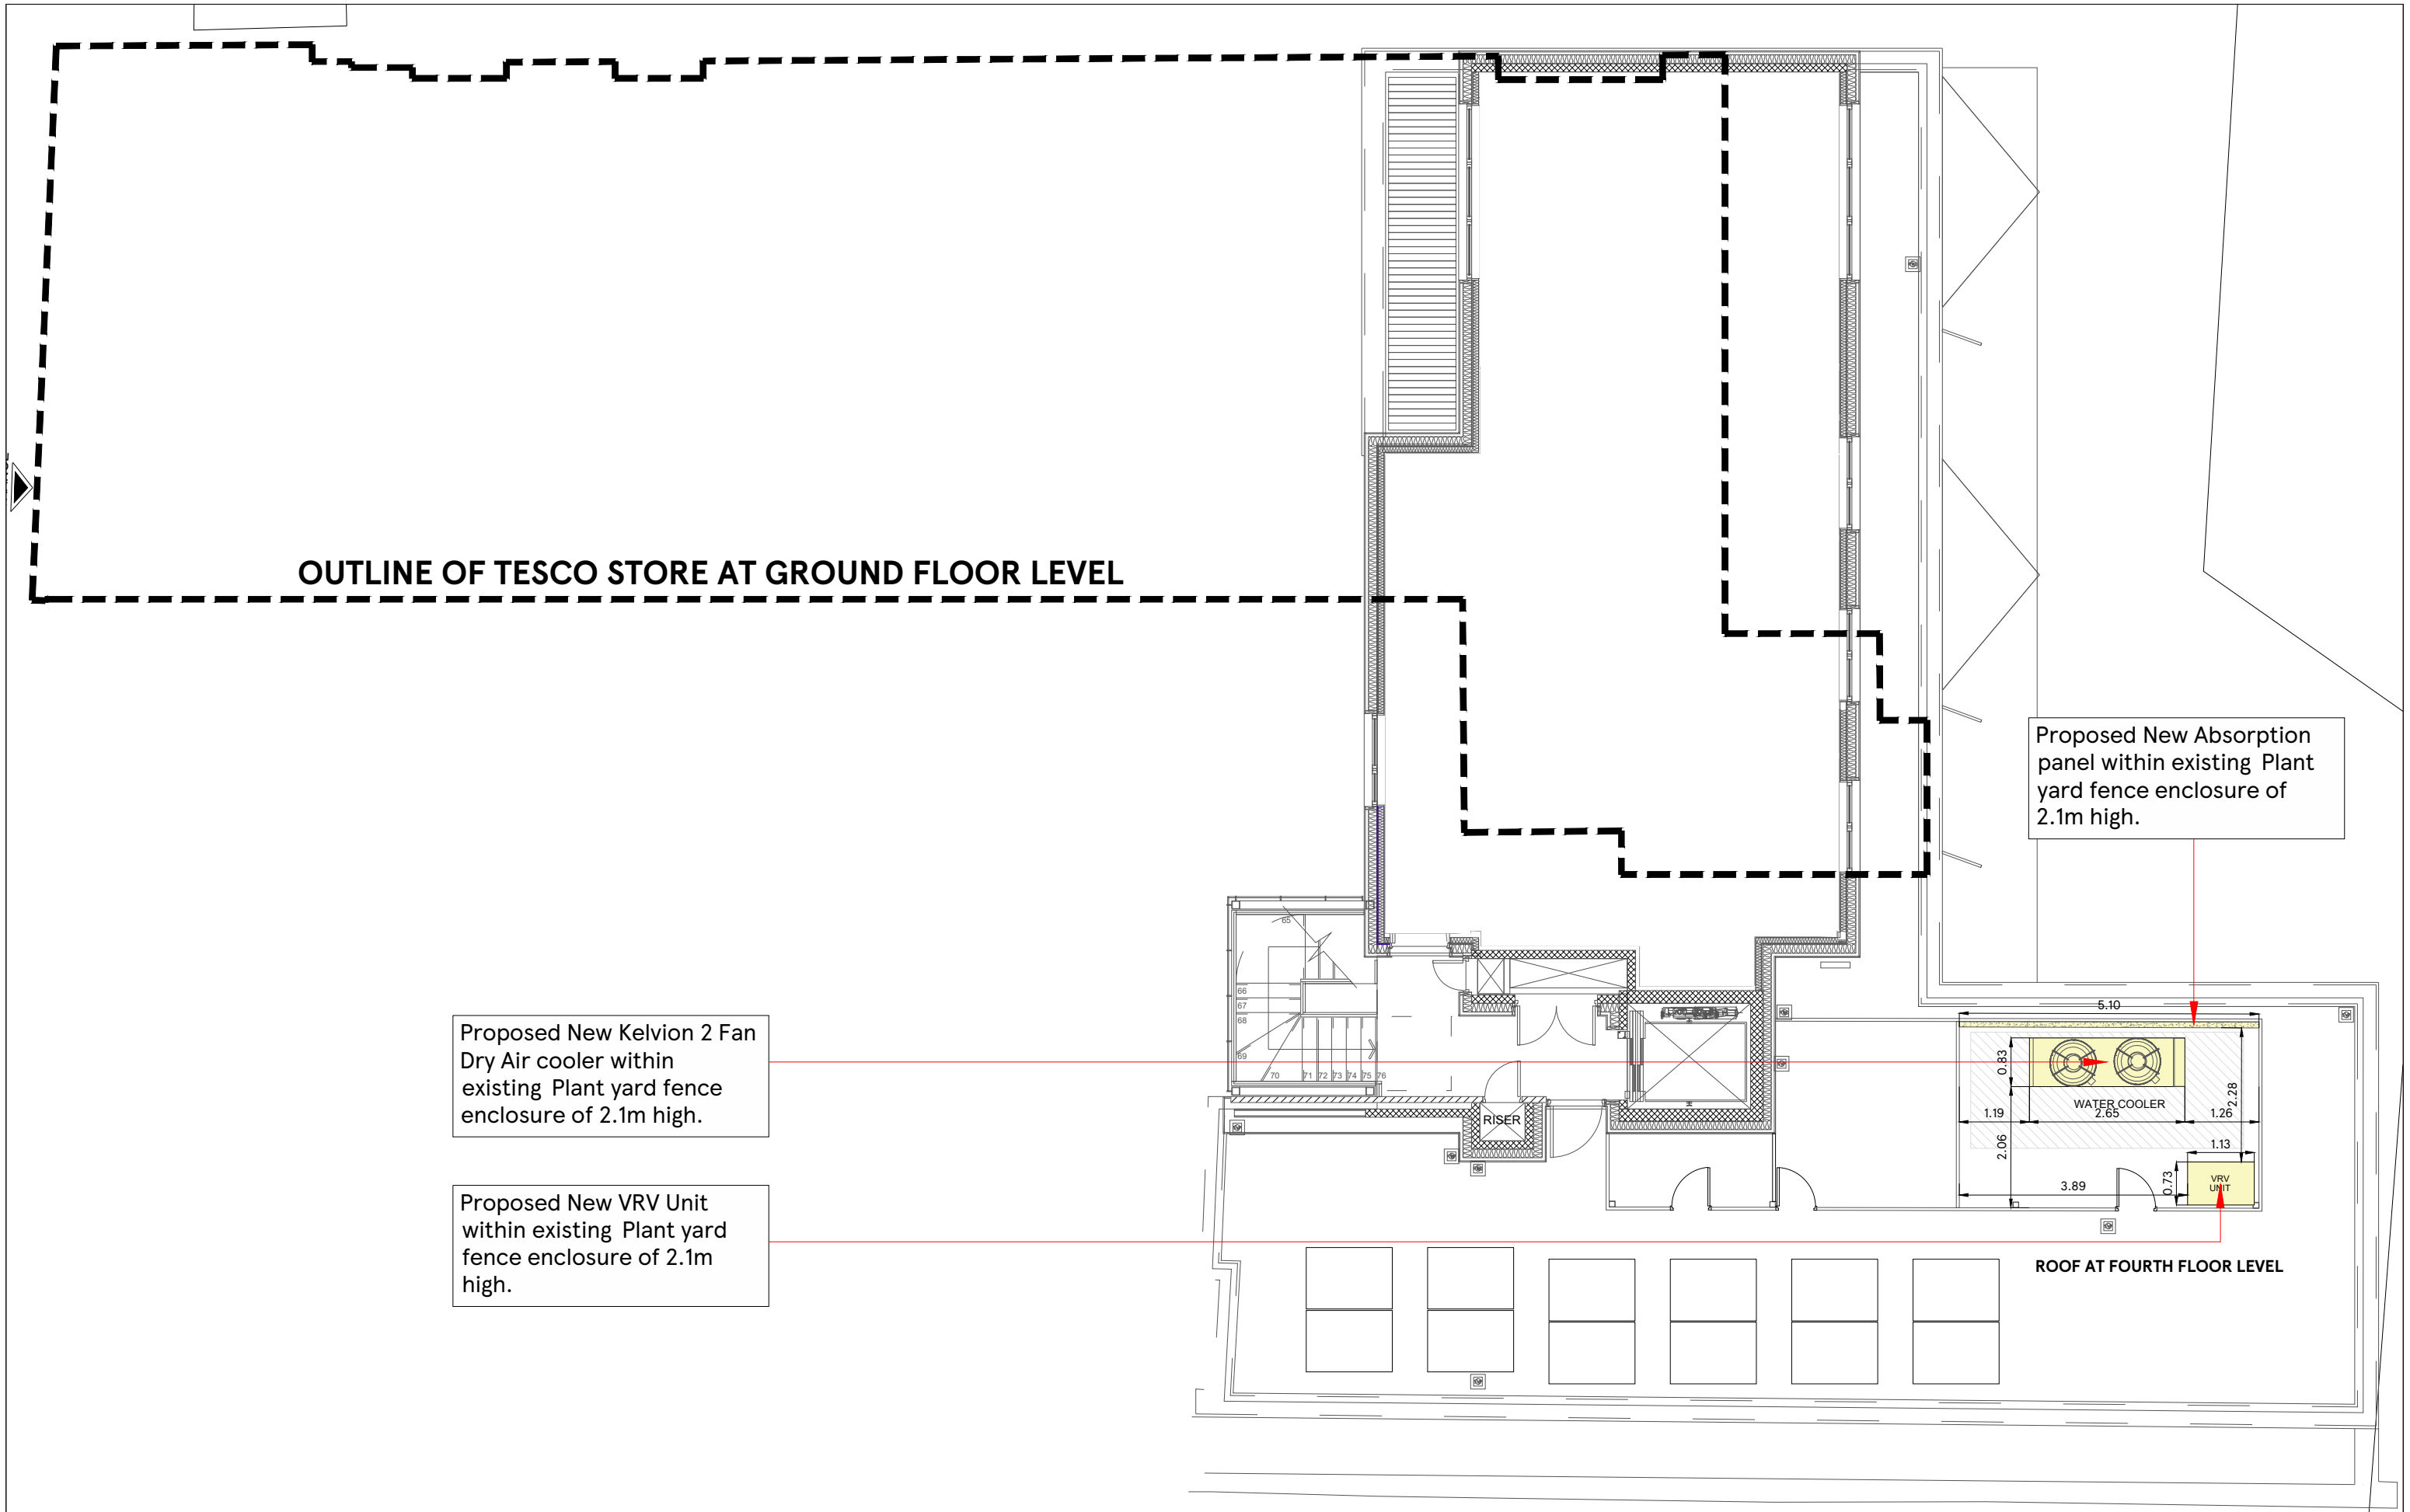 OUTLINE OF TESCO STORE AT GROUND FLOOR LEVEL
Proposed New Absorption
panel within existing Plant
yard fence enclosure of
2.1m high.
Proposed New Kelvion 2 Fan
Dry Air cooler within
existing Plant yard fence
enclosure of 2.1m high.
Proposed New VRV Unit
within existing Plant yard
fence enclosure of 2.1m
high.
65
66
67
68
69
70 71 72 73 74 75 76
RISER
5.10
0.83
2.28
WATER COOLER
1.19 2.65 1.26
2.06
1.13
0.73
VRV
UNIT
3.89
ROOF AT FOURTH FLOOR LEVEL